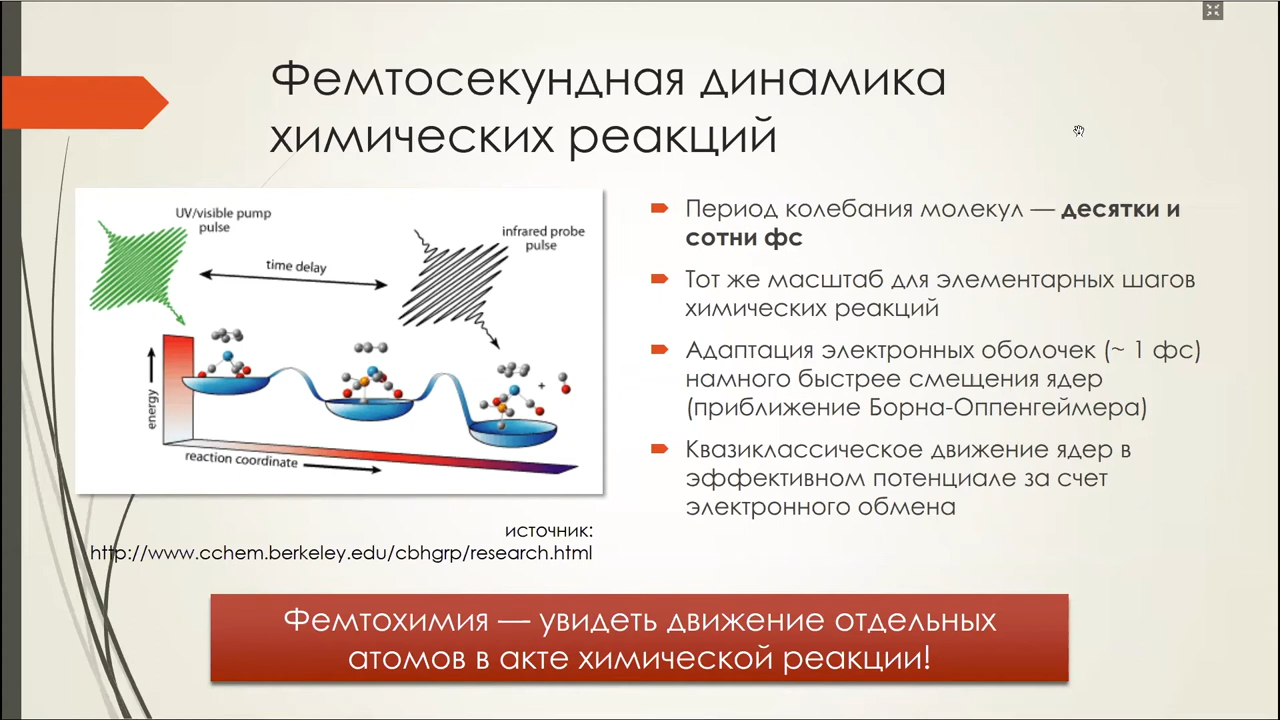 Фемтосекундная динамика
химических реакций
UV/visible pump
pulse
infrared probe
pulse
time delay
energy
+
reaction coordinate
источник:
http://www.cchem.berkeley.edu/cbhgrp/research.html
Период колебания молекул — десятки и
сотни фс
Тот же масштаб для элементарных шагов
химических реакций
Адаптация электронных оболочек (~ 1 фс)
намного быстрее смещения ядер
(приближение Борна-Оппенгеймера)
Квазиклассическое движение ядер в
эффективном потенциале за счет
электронного обмена
Фемтохимия — увидеть движение отдельных
атомов в акте химической реакции!